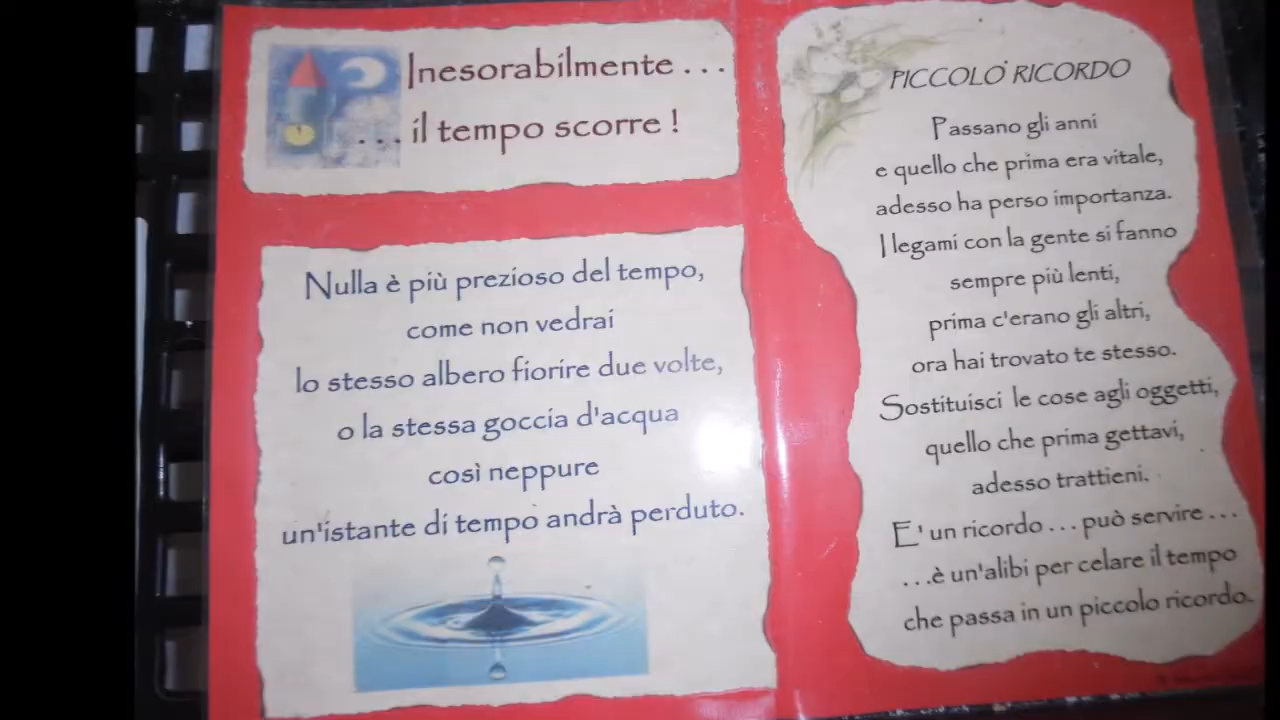 Inesorabilmente . . .
. . . il tempo scorre !
Nulla è più prezioso del tempo,
come non vedrai
lo stesso albero fiorire due volte,
o la stessa goccia d'acqua
così neppure
un'istante di tempo andrà perduto.
PICCOLO RICORDO
Passano gli anni
e quello che prima era vitale,
adesso ha perso importanza.
I legami con la gente si fanno
sempre più lenti,
prima c'erano gli altri,
ora hai trovato te stesso.
Sostituisci le cose agli oggetti,
quello che prima gettavi,
adesso trattieni.
E' un ricordo . . . può servire . . .
. . .è un'alibi per celare il tempo
che passa in un piccolo ricordo.